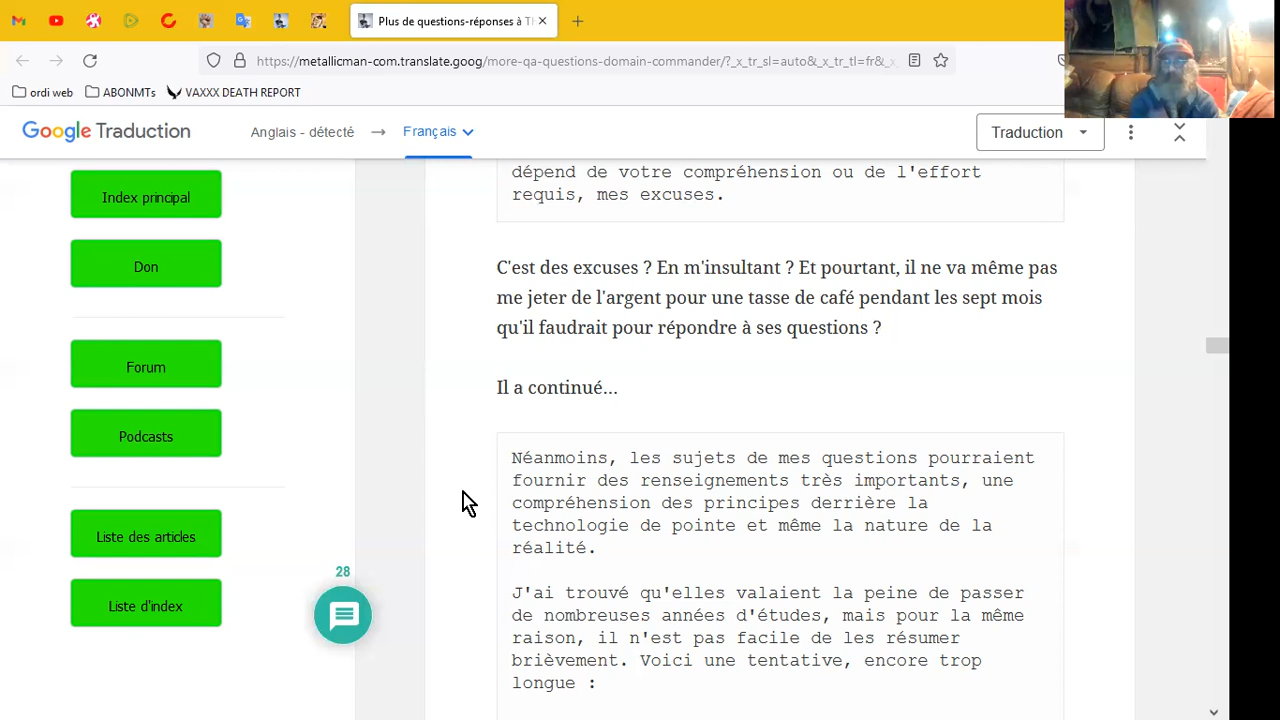 Plus de questions-réponses à Tl
https://metallicman-com.translate.goog/more-qa-questions-domain-commander/?_x_tr_sl=auto&_x_tr_tl=fr&_x_
ordi web
ABONMTs
VAXXX DEATH REPORT
Google Traduction
Anglais - détecté
Français
Traduction
Index principal
Don
Forum
Podcasts
Liste des articles
Liste d'index
28
dépend de votre compréhension ou de l'effort
requis, mes excuses.
C'est des excuses ? En m'insultant ? Et pourtant, il ne va même pas
me jeter de l'argent pour une tasse de café pendant les sept mois
qu'il faudrait pour répondre à ses questions ?
Il a continué...
Néanmoins, les sujets de mes questions pourraient
fournir des renseignements très importants, une
compréhension des principes derrière la
technologie de pointe et même la nature de la
réalité.
J'ai trouvé qu'elles valaient la peine de passer
de nombreuses années d'études, mais pour la même
raison, il n'est pas facile de les résumer
brièvement. Voici une tentative, encore trop
longue :